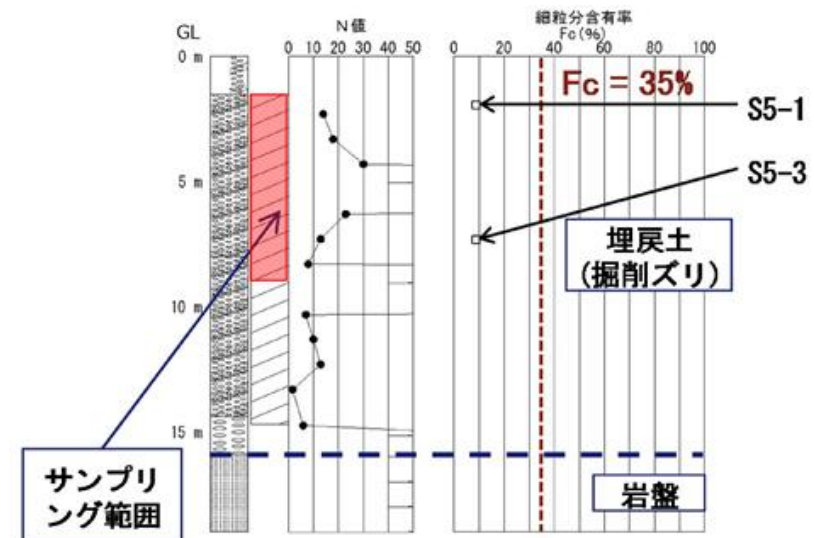 GL
N値
0 10 20 30 40 50
細粒分含有率
Fc(%)
0 20 40 60 80 100
0 m
5 m
10 m
15 m
Fc = 35%
S5-1
S5-3
埋戻土
(掘削ズリ)
サンプリ
ング範囲
岩盤